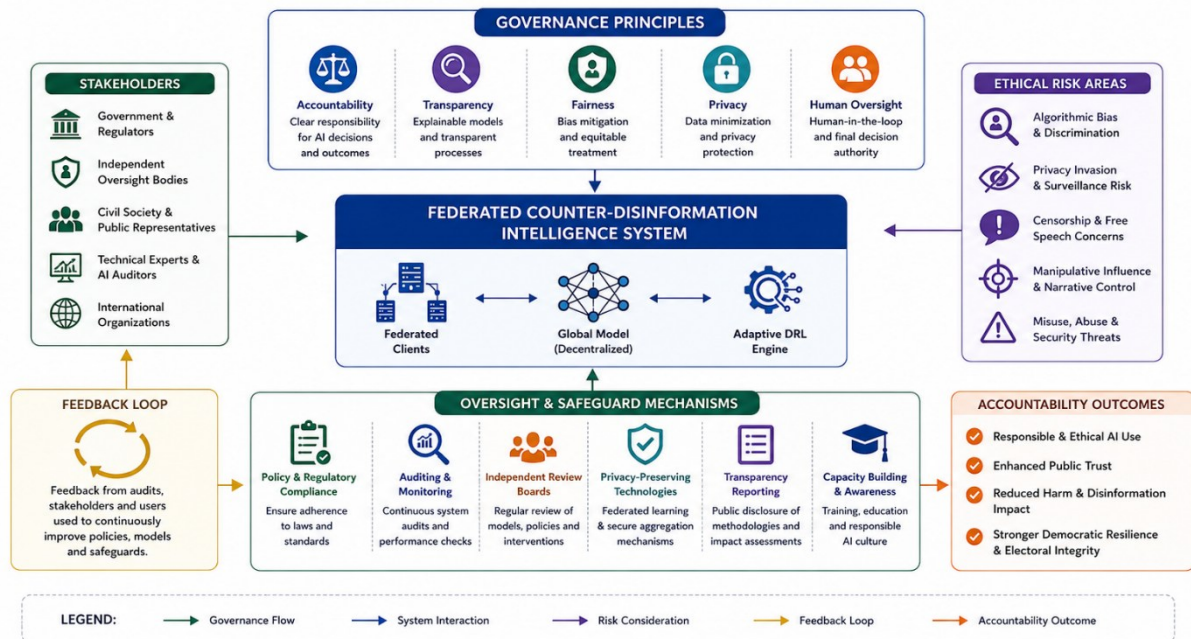 GOVERNANCE PRINCIPLES
Accountability
Clear responsibility
for AI decisions
and outcomes
Transparency
Explainable models
and transparent
processes
Fairness
Bias mitigation
and equitable
treatment
Privacy
Data minimization
and privacy
protection
Human Oversight
Human-in-the-loop
and final decision
authority
STAKEHOLDERS
Government &
Regulators
Independent
Oversight Bodies
Civil Society &
Public Representatives
Technical Experts &
AI Auditors
International
Organizations
FEDERATED COUNTER-DISINFORMATION
INTELLIGENCE SYSTEM
Federated
Clients
Global Model
(Decentralized)
Adaptive DRL
Engine
ETHICAL RISK AREAS
Algorithmic Bias
& Discrimination
Privacy Invasion
& Surveillance Risk
Censorship & Free
Speech Concerns
Manipulative Influence
& Narrative Control
Misuse, Abuse &
Security Threats
FEEDBACK LOOP
Feedback from audits,
stakeholders and users
used to continuously
improve policies, models
and safeguards.
OVERSIGHT & SAFEGUARD MECHANISMS
Policy & Regulatory
Compliance
Ensure adherence
to laws and
standards
Auditing &
Monitoring
Continuous system
audits and
performance checks
Independent Review
Boards
Regular review of
models, policies and
interventions
Privacy-Preserving
Technologies
Federated learning
& secure aggregation
mechanisms
Transparency
Reporting
Public disclosure of
methodologies and
impact assessments
Capacity Building
& Awareness
Training, education
and responsible
AI culture
ACCOUNTABILITY OUTCOMES
Responsible & Ethical AI Use
Enhanced Public Trust
Reduced Harm & Disinformation
Impact
Stronger Democratic Resilience
& Electoral Integrity
LEGEND:
Governance Flow
System Interaction
Risk Consideration
Feedback Loop
Accountability Outcome